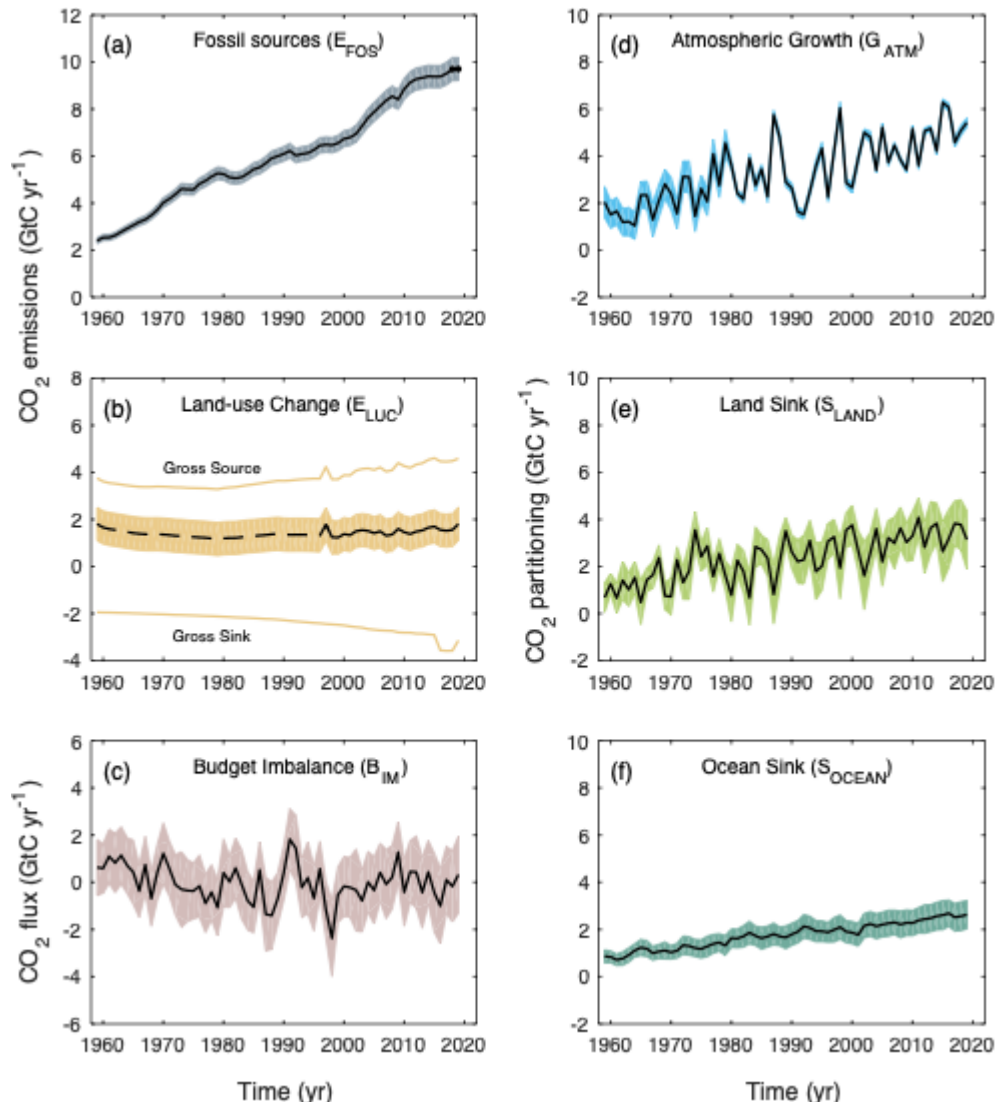 CO2 emissions (GtC yr-1)
(a) Fossil sources (EFOS)
12
10
8
6
4
2
0
1960 1970 1980 1990 2000 2010 2020
(b) Land-use Change (ELUC)
Gross Source
Gross Sink
8
6
4
2
0
-2
-4
1960 1970 1980 1990 2000 2010 2020
CO2 flux (GtC yr-1)
(c) Budget Imbalance (BIM)
6
4
2
0
-2
-4
-6
1960 1970 1980 1990 2000 2010 2020
Time (yr)
CO2 partitioning (GtC yr-1)
(d) Atmospheric Growth (GATM)
10
8
6
4
2
0
-2
1960 1970 1980 1990 2000 2010 2020
(e) Land Sink (SLAND)
10
8
6
4
2
0
-2
1960 1970 1980 1990 2000 2010 2020
(f) Ocean Sink (SOCEAN)
10
8
6
4
2
0
-2
1960 1970 1980 1990 2000 2010 2020
Time (yr)